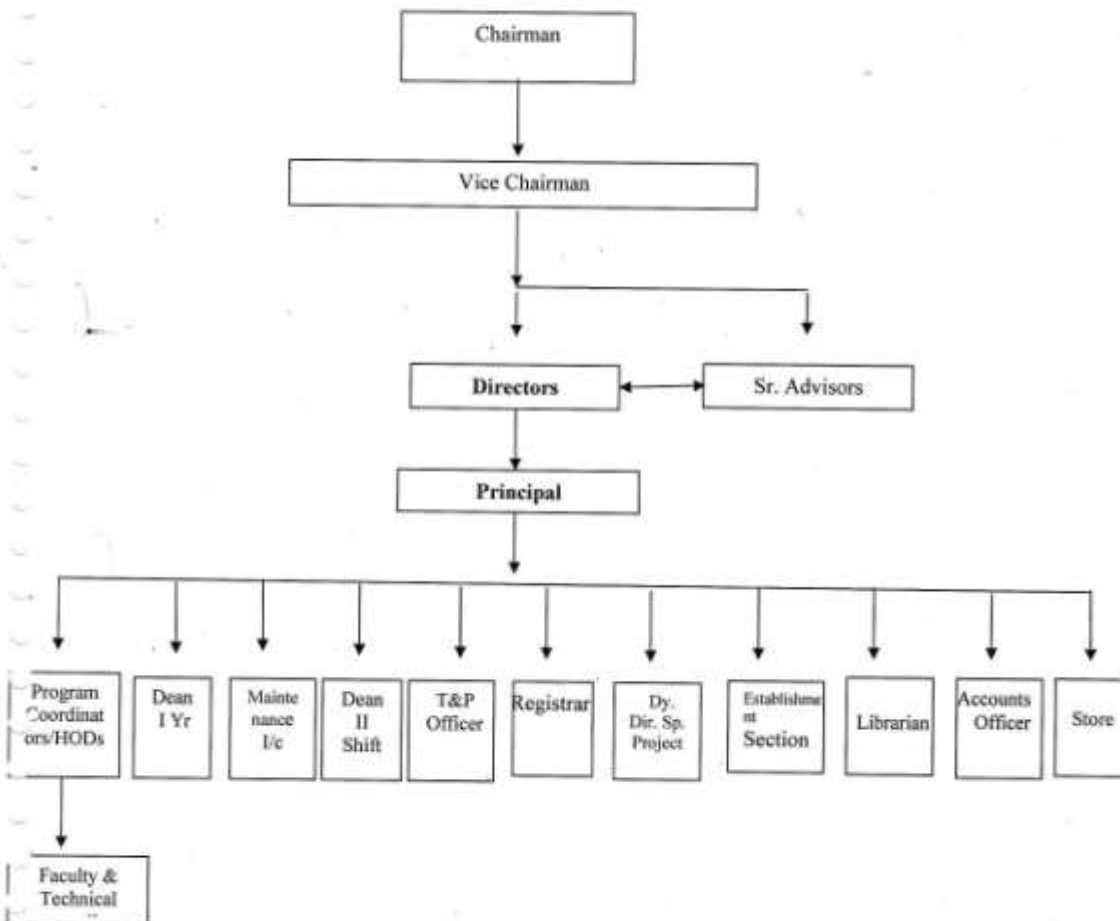 Chairman
Vice Chairman
Directors
Sr. Advisors
Principal
Program
Coordinat
ors/HODs
Dean
I Yr
Mainte
nance
I/c
Dean
II
Shift
T&P
Officer
Registrar
Dy.
Dir. Sp.
Project
Establishme
nt
Section
Librarian
Accounts
Officer
Store
Faculty &
Technical